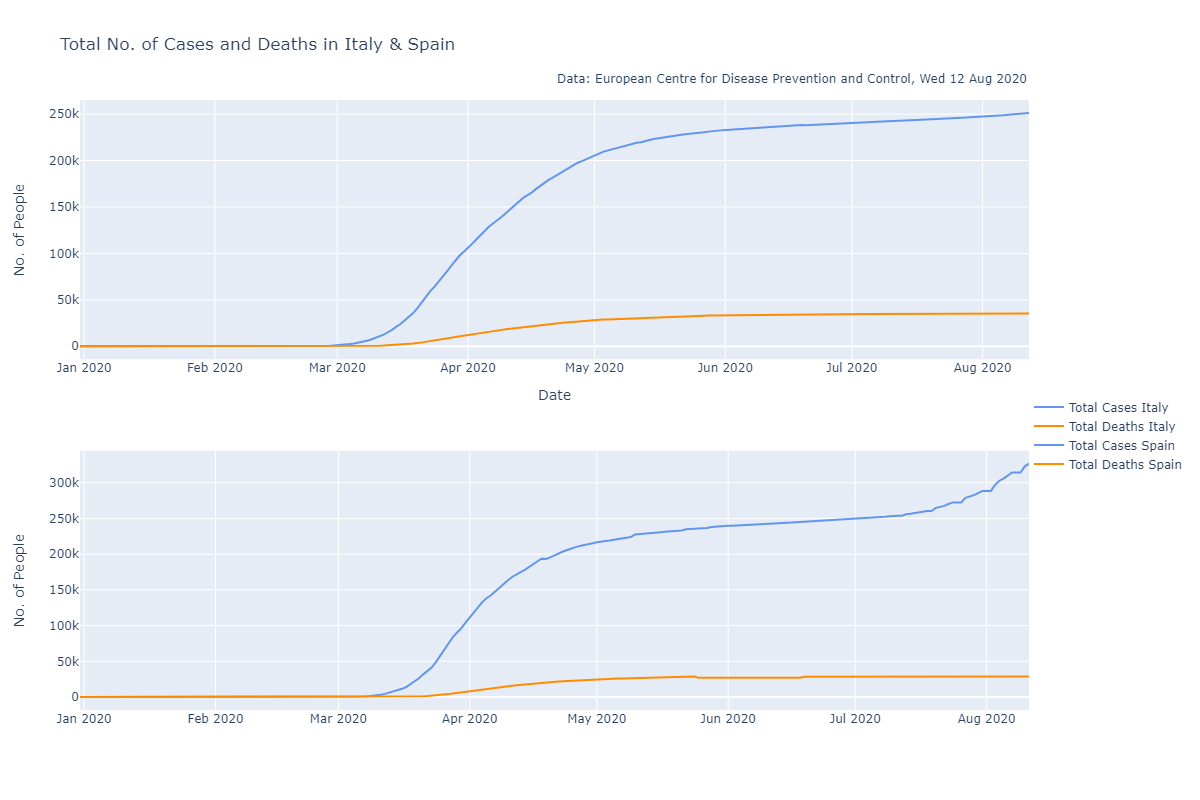 Total No. of Cases and Deaths in Italy & Spain
Data: European Centre for Disease Prevention and Control, Wed 12 Aug 2020
No. of People
250k
200k
150k
100k
50k
0
Jan 2020 Feb 2020 Mar 2020 Apr 2020 May 2020 Jun 2020 Jul 2020 Aug 2020
Date
Total Cases Italy
Total Deaths Italy
Total Cases Spain
Total Deaths Spain
No. of People
300k
250k
200k
150k
100k
50k
0
Jan 2020 Feb 2020 Mar 2020 Apr 2020 May 2020 Jun 2020 Jul 2020 Aug 2020